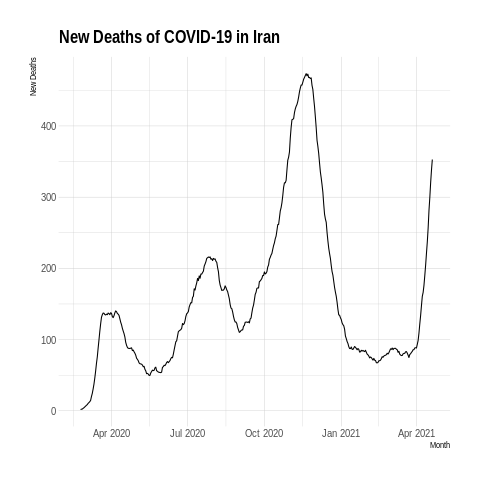 New Deaths of COVID-19 in Iran
New Deaths
400
300
200
100
0
Apr 2020 Jul 2020 Oct 2020 Jan 2021 Apr 2021
Month